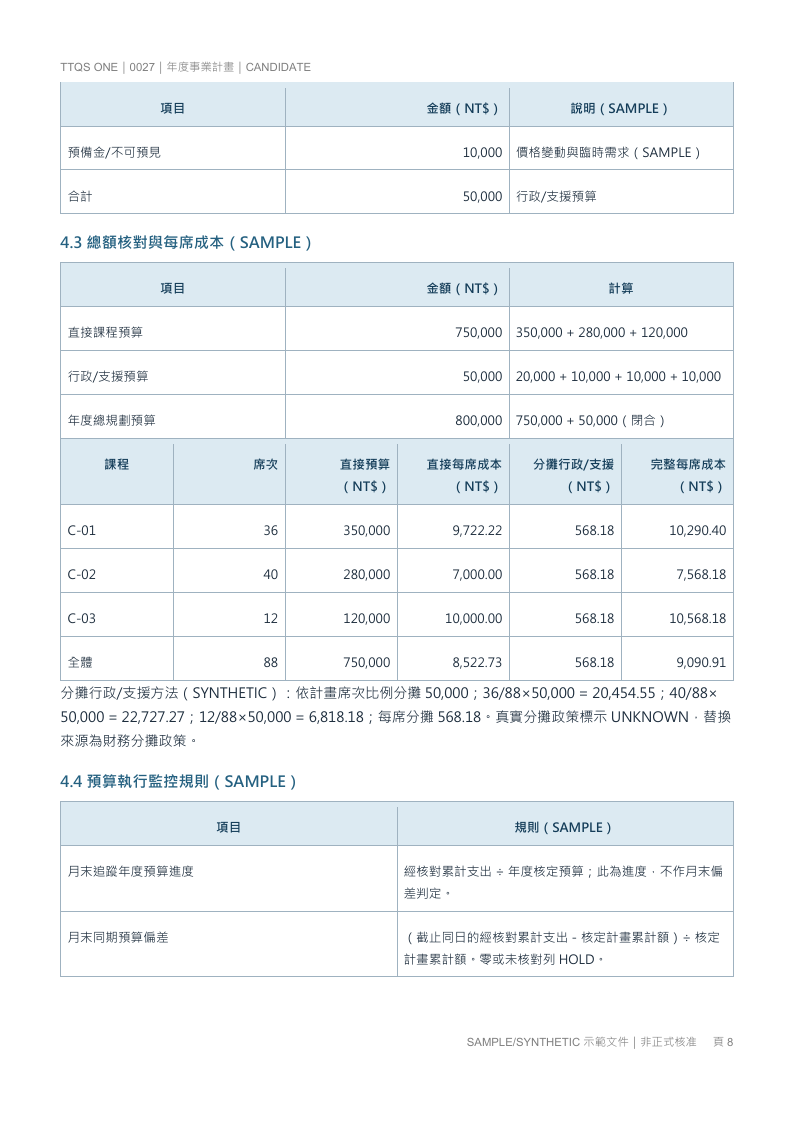 TTQS ONE｜0027｜年度事業計畫｜CANDIDATE
項目 金額（NT$） 說明（SAMPLE）
預備金/不可預見 10,000 價格變動與臨時需求（SAMPLE）
合計 50,000 行政/支援預算
4.3 總額核對與每席成本（SAMPLE）
項目 金額（NT$） 計算
直接課程預算 750,000 350,000 + 280,000 + 120,000
行政/支援預算 50,000 20,000 + 10,000 + 10,000 + 10,000
年度總規劃預算 800,000 750,000 + 50,000（閉合）
課程 席次 直接預算 直接每席成本 分攤行政/支援 完整每席成本
（NT$） （NT$） （NT$） （NT$）
C-01 36 350,000 9,722.22 568.18 10,290.40
C-02 40 280,000 7,000.00 568.18 7,568.18
C-03 12 120,000 10,000.00 568.18 10,568.18
全體 88 750,000 8,522.73 568.18 9,090.91
分攤行政/支援方法（SYNTHETIC）：依計畫席次比例分攤 50,000；36/88×50,000 = 20,454.55；40/88×
50,000 = 22,727.27；12/88×50,000 = 6,818.18；每席分攤 568.18。真實分攤政策標示 UNKNOWN，替換
來源為財務分攤政策。
4.4 預算執行監控規則（SAMPLE）
項目 規則（SAMPLE）
月末追蹤年度預算進度 經核對累計支出 ÷ 年度核定預算；此為進度，不作月末偏
差判定。
月末同期預算偏差 （截止同日的經核對累計支出 - 核定計畫累計額）÷ 核定
計畫累計額。零或未核對列 HOLD。
SAMPLE/SYNTHETIC 示範文件｜非正式核准 頁 8